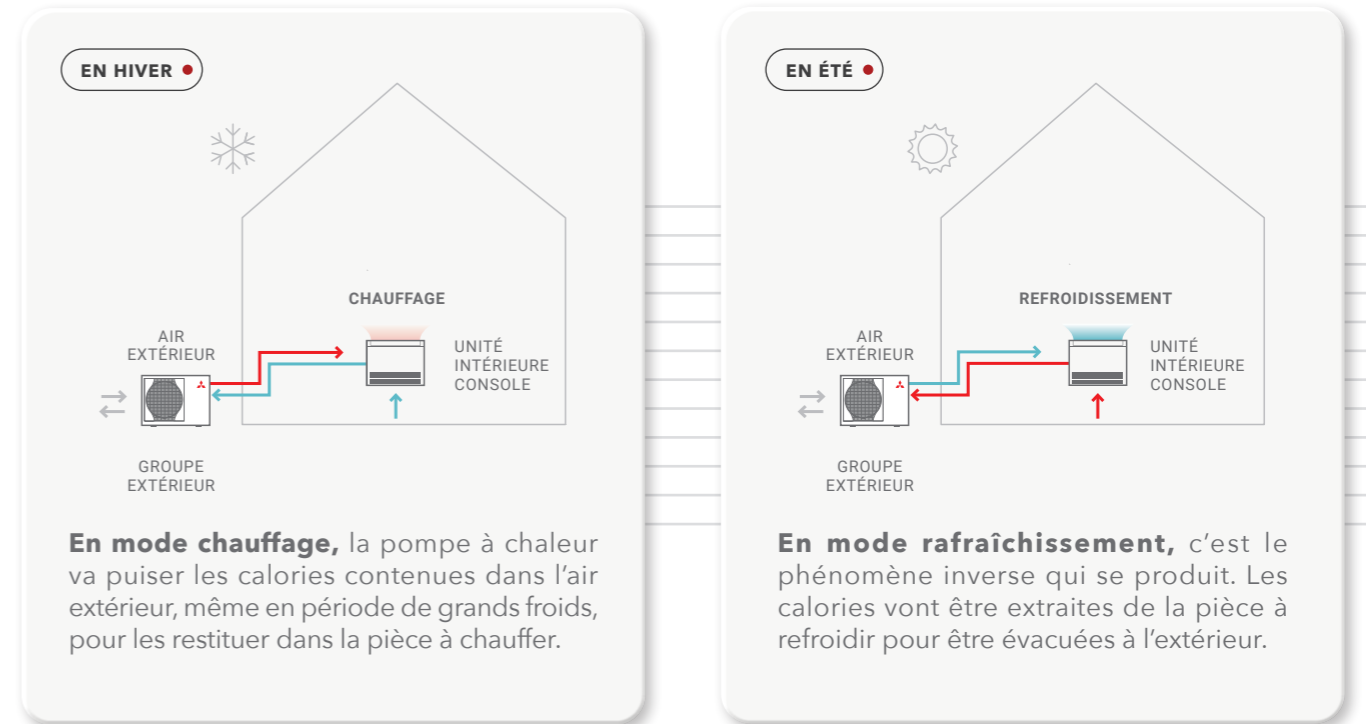 EN HIVER
CHAUFFAGE
AIR
EXTÉRIEUR
UNITÉ
INTÉRIEURE
CONSOLE
GROUPE
EXTÉRIEUR
En mode chauffage, la pompe à chaleur
va puiser les calories contenues dans l’air
extérieur, même en période de grands froids,
pour les restituer dans la pièce à chauffer.
EN ÉTÉ
REFROIDISSEMENT
AIR
EXTÉRIEUR
UNITÉ
INTÉRIEURE
CONSOLE
GROUPE
EXTÉRIEUR
En mode rafraîchissement, c’est le
phénomène inverse qui se produit. Les
calories vont être extraites de la pièce à
refroidir pour être évacuées à l’extérieur.